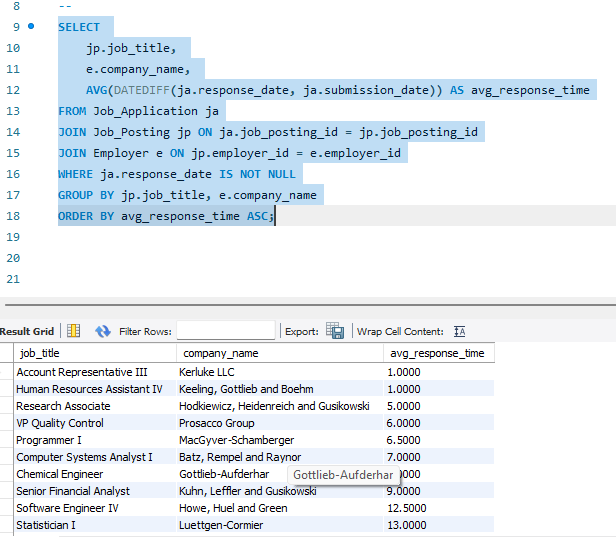 8 --
9 SELECT
10 jp.job_title,
11 e.company_name,
12 AVG(DATEDIFF(ja.response_date, ja.submission_date)) AS avg_response_time
13 FROM Job_Application ja
14 JOIN Job_Posting jp ON ja.job_posting_id = jp.job_posting_id
15 JOIN Employer e ON jp.employer_id = e.employer_id
16 WHERE ja.response_date IS NOT NULL
17 GROUP BY jp.job_title, e.company_name
18 ORDER BY avg_response_time ASC;
19
20
21
Result Grid Filter Rows: Export: Wrap Cell Content: IA
job_title company_name avg_response_time
Account Representative III Kerluke LLC 1.0000
Human Resources Assistant IV Keeling, Gottlieb and Boehm 1.0000
Research Associate Hodkiewicz, Heidenreich and Gusikowski 5.0000
VP Quality Control Prosacco Group 6.0000
Programmer I MacGyver-Schamberger 6.5000
Computer Systems Analyst I Batz, Rempel and Raynor 7.0000
Chemical Engineer Gottlieb-Aufderhar Gottlieb-Aufderhar
Senior Financial Analyst Kuhn, Leffler and Gusikowski 9.0000
Software Engineer IV Howe, Huel and Green 12.5000
Statistician I Luettgen-Cormier 13.0000